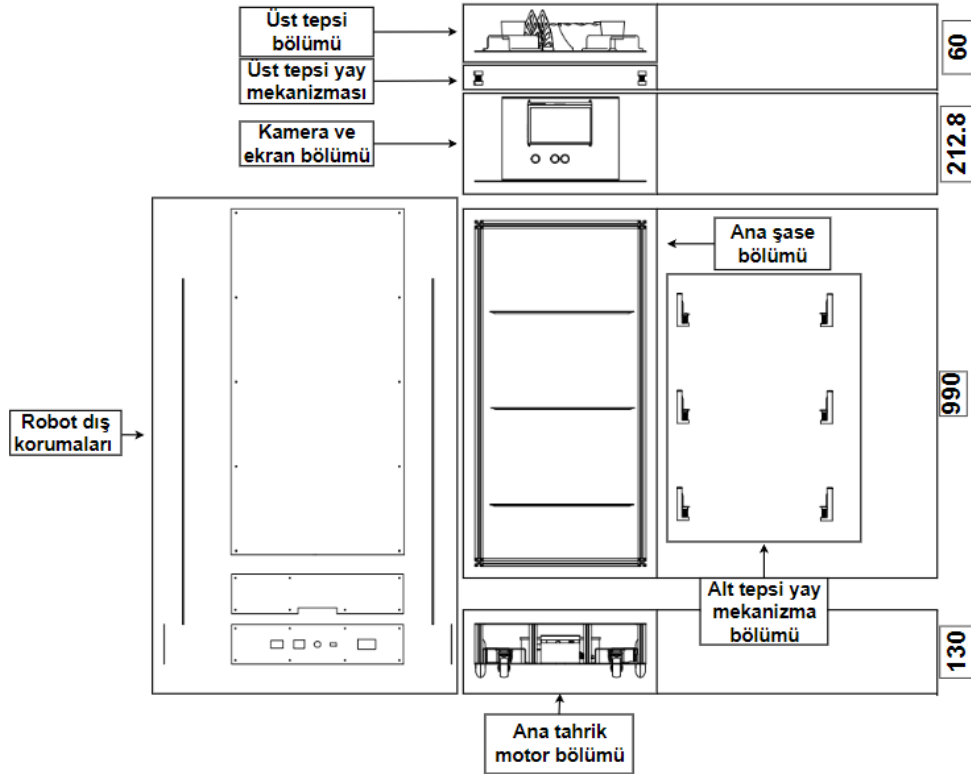 Üst tepsi
bölümü
60
Üst tepsi yay
mekanizması
Kamera ve
ekran bölümü
212.8
Ana şase
bölümü
990
Robot dış
korumaları
Alt tepsi yay
mekanizma
bölümü
130
Ana tahrik
motor bölümü